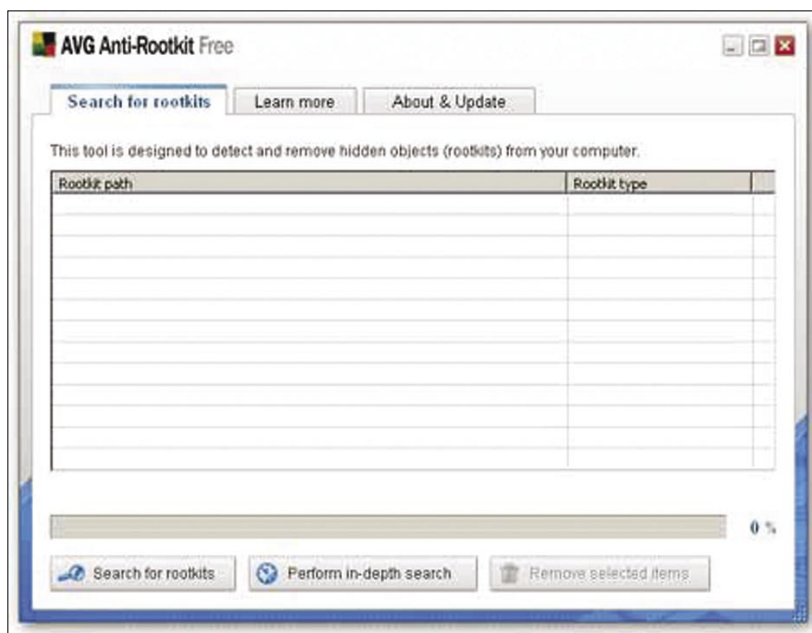 AVG Anti-Rootkit Free
Search for rootkits
Learn more
About & Update
This tool is designed to detect and remove hidden objects (rootkits) from your computer.
Rootkit path
Rootkit type
0 %
Search for rootkits
Perform in-depth search
Remove selected items